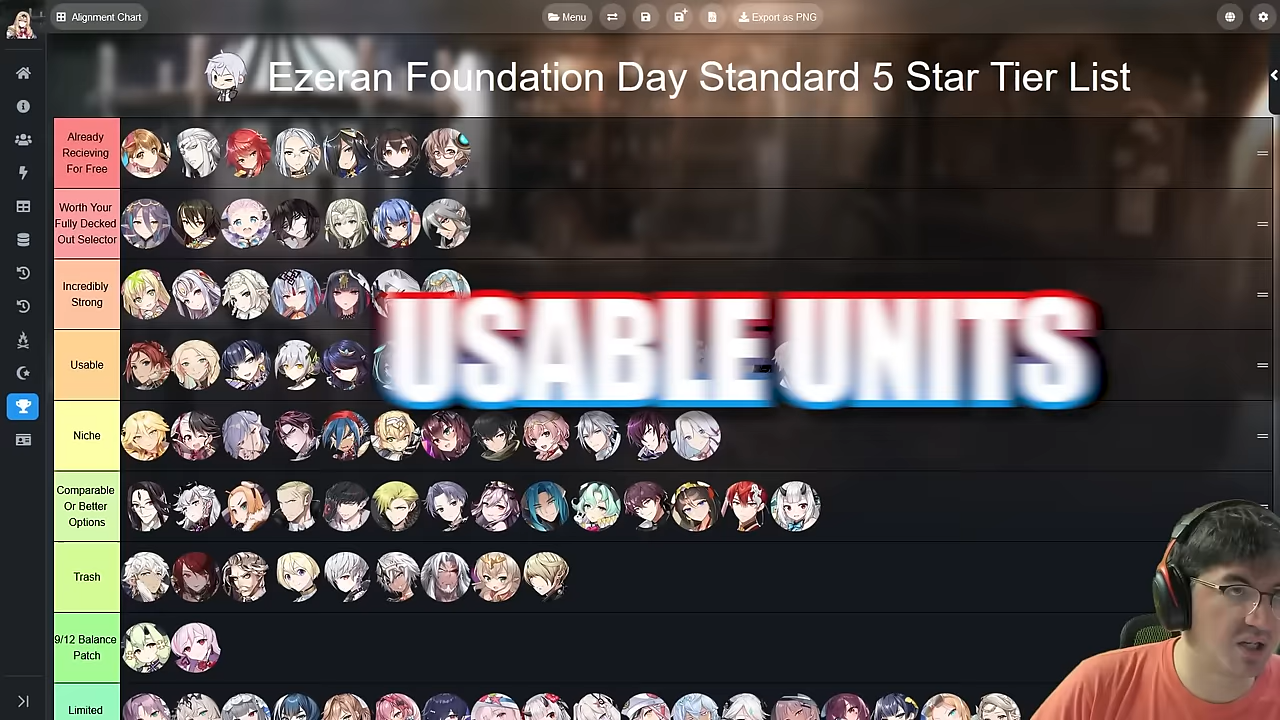 Alignment Chart
Menu
Export as PNG
Ezeran Foundation Day Standard 5 Star Tier List
Already
Recieving
For Free
Worth Your
Fully Decked
Out Selector
Incredibly
Strong
USABLE UNITS
Usable
Niche
Comparable
Or Better
Options
Trash
9/12 Balance
Patch
Limited